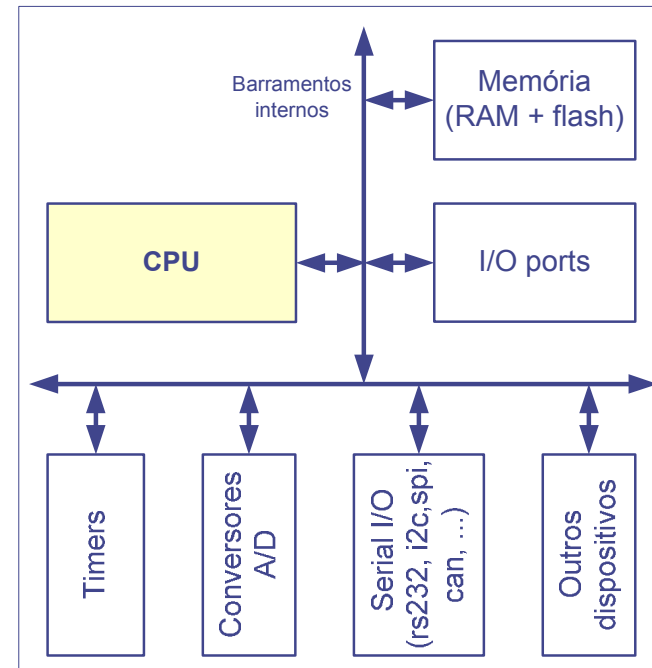 Barramentos
internos
Memória
(RAM + flash)
CPU
I/O ports
Timers
Conversores
A/D
Serial I/O
(rs232, i2c,spi,
can, ...)
Outros
dispositivos